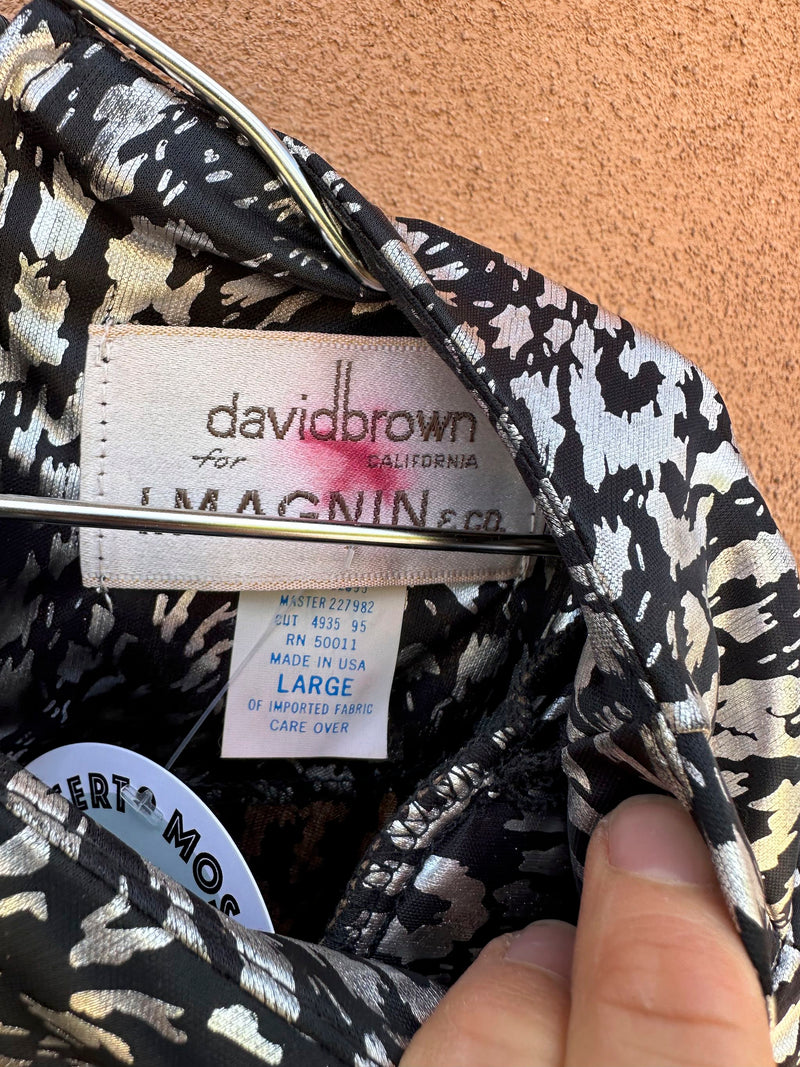 davidbrown
for CALIFORNIA
I. MAGNIN & CO.
MASTER 227982
CUT 4935 95
RN 50011
MADE IN USA
LARGE
OF IMPORTED FABRIC
CARE OVER
MOS